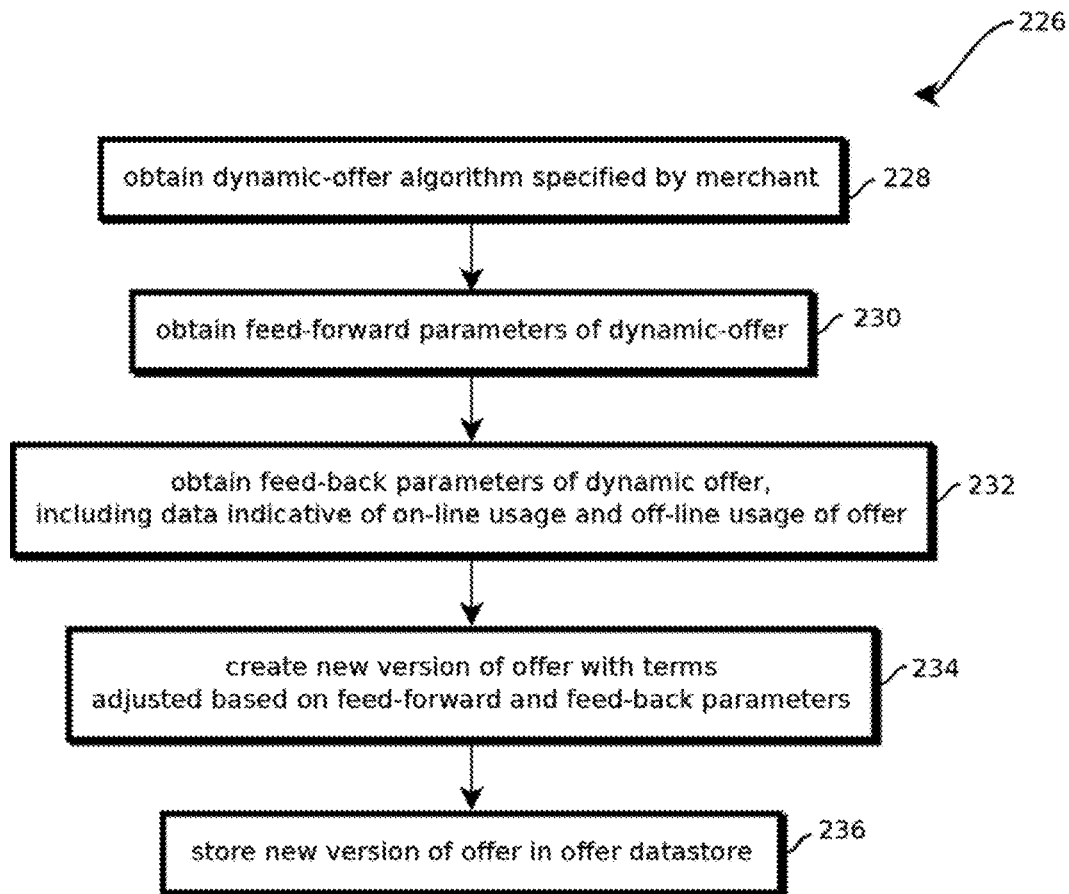 226
obtain dynamic-offer algorithm specified by merchant
228
obtain feed-forward parameters of dynamic-offer
230
obtain feed-back parameters of dynamic offer,
including data indicative of on-line usage and off-line usage of offer
232
create new version of offer with terms
adjusted based on feed-forward and feed-back parameters
234
store new version of offer in offer datastore
236